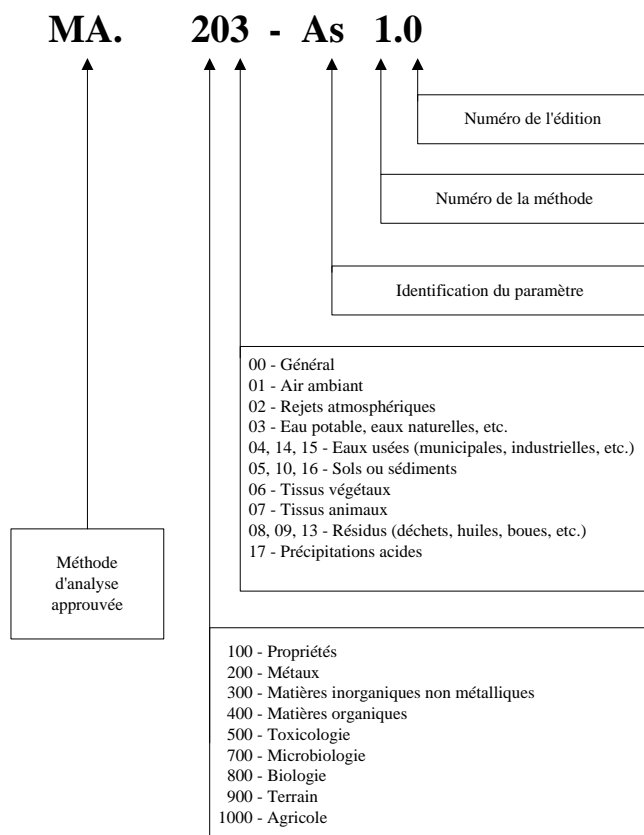 MA. 203 - As 1.0
Numéro de l'édition
Numéro de la méthode
Identification du paramètre
00 - Général
01 - Air ambiant
02 - Rejets atmosphériques
03 - Eau potable, eaux naturelles, etc.
04, 14, 15 - Eaux usées (municipales, industrielles, etc.)
05, 10, 16 - Sols ou sédiments
06 - Tissus végétaux
07 - Tissus animaux
08, 09, 13 - Résidus (déchets, huiles, boues, etc.)
17 - Précipitations acides
Méthode
d'analyse
approuvée
100 - Propriétés
200 - Métaux
300 - Matières inorganiques non métalliques
400 - Matières organiques
500 - Toxicologie
700 - Microbiologie
800 - Biologie
900 - Terrain
1000 - Agricole